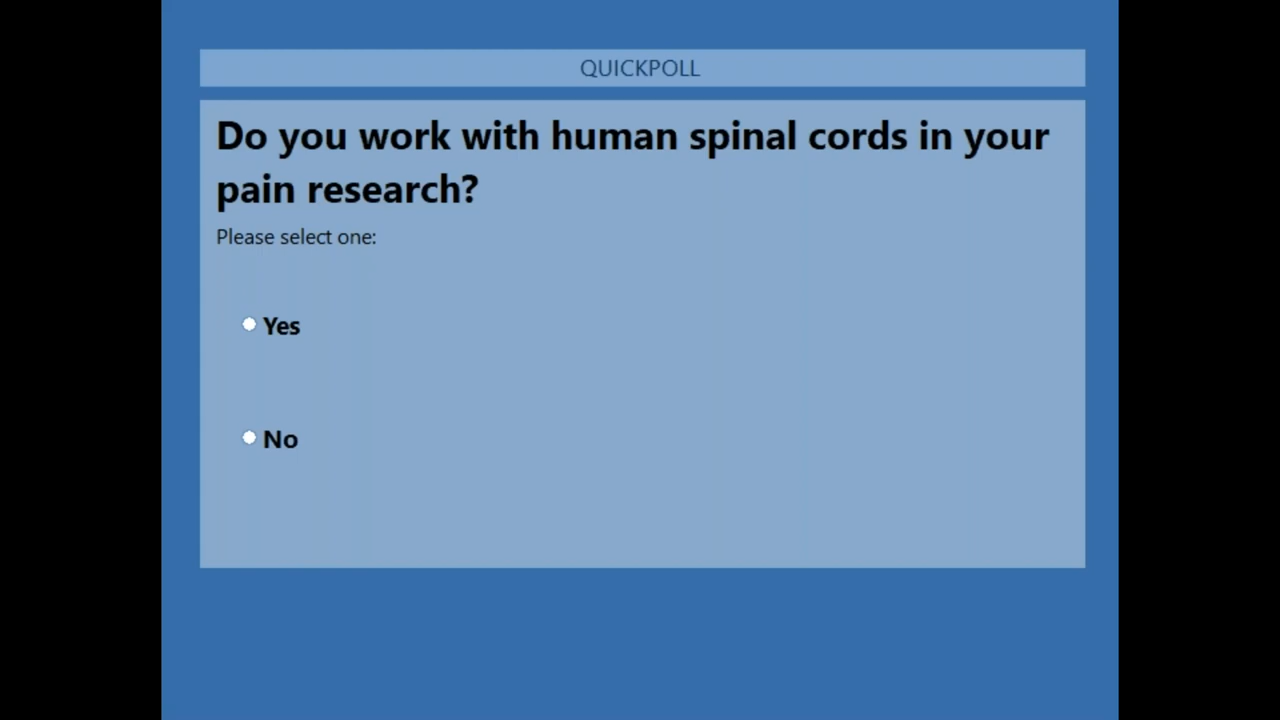 QUICKPOLL
Do you work with human spinal cords in your
pain research?
Please select one:
Yes
No